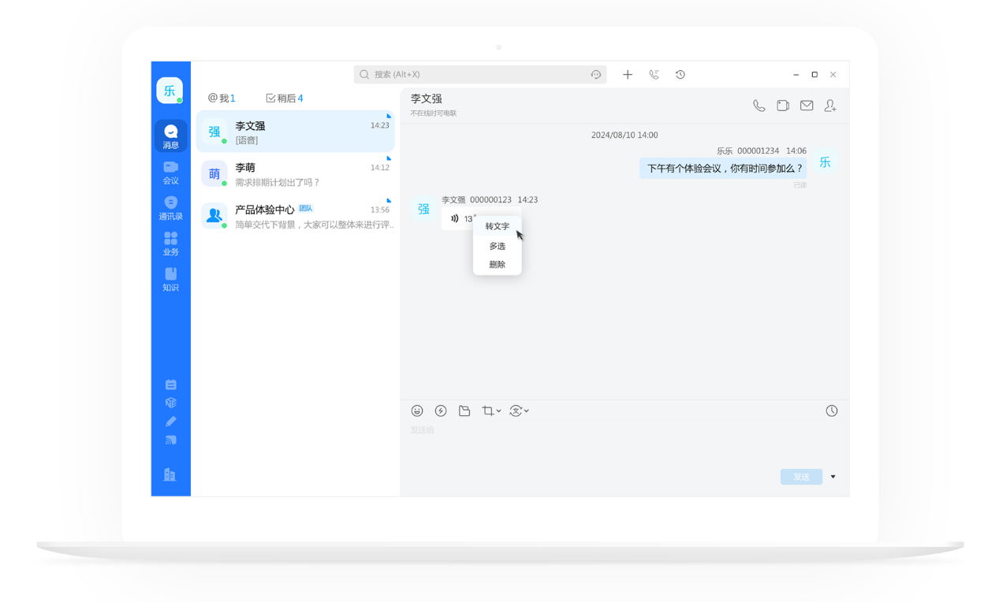 乐
消息
会议
通讯录
业务
知识
搜索 (Alt+X)
@我1
稍后4
强
李文强
14:23
[语音]
萌
李萌
14:12
需求排期计划出了吗？
产品体验中心
团队
13:56
简单交代下背景，大家可以整体来进行评..
李文强
不在线时可电联
2024/08/10 14:00
乐乐 000001234 14:06
下午有个体验会议，你有时间参加么？
乐
已读
强
李文强 000000123 14:23
13"
转文字
多选
删除
文
发送给
发送